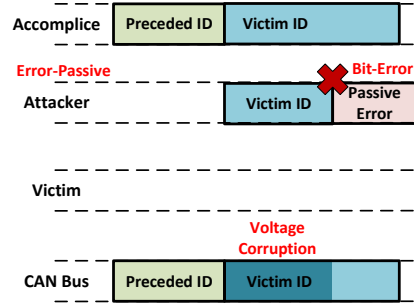 Accomplice Preceded ID Victim ID
Error-Passive Bit-Error
Attacker Victim ID Passive Error
Victim
Voltage
Corruption
CAN Bus Preceded ID Victim ID